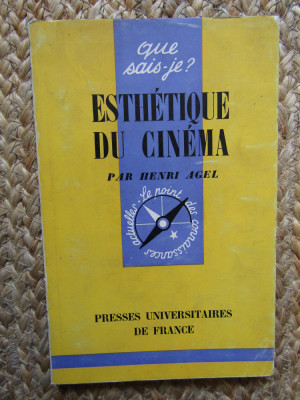 que
sais-je?
ESTHÉTIQUE
DU CINÉMA
PAR HENRI AGEL
Le point des connaissances actuelles
PRESSES UNIVERSITAIRES
DE FRANCE